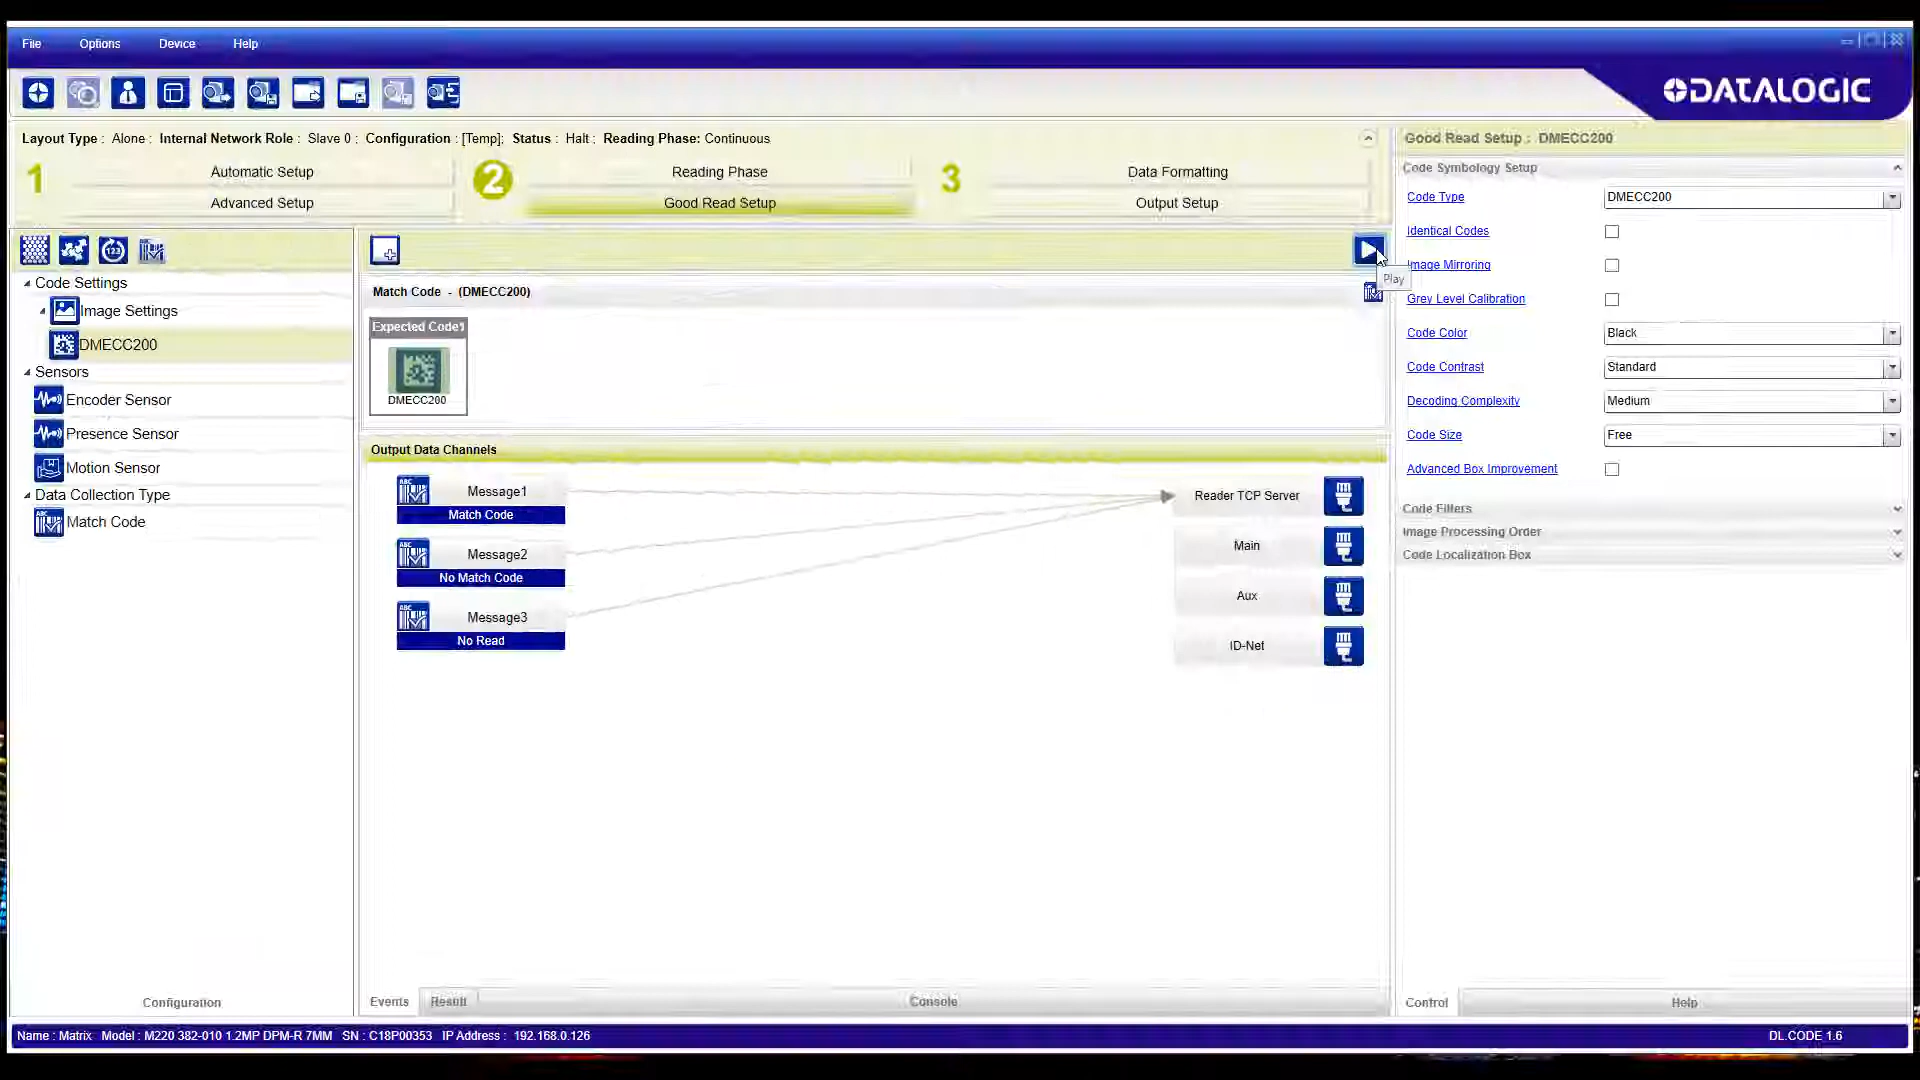 File Options Device Help
DATALOGIC
Layout Type : Alone : Internal Network Role : Slave 0 : Configuration : [Temp]: Status : Halt : Reading Phase: Continuous
1 Automatic Setup
Advanced Setup
2 Reading Phase
Good Read Setup
3 Data Formatting
Output Setup
123
Code Settings
Image Settings
DMECC200
Sensors
Encoder Sensor
Presence Sensor
Motion Sensor
Data Collection Type
Match Code
Configuration
Play
Match Code - (DMECC200)
Expected Code1
DMECC200
Output Data Channels
ABC Message1
Match Code
ABC Message2
No Match Code
ABC Message3
No Read
Reader TCP Server
Main
Aux
ID-Net
Events Result Console
Good Read Setup : DMECC200
Code Symbology Setup
Code Type DMECC200
Identical Codes
Image Mirroring
Grey Level Calibration
Code Color Black
Code Contrast Standard
Decoding Complexity Medium
Code Size Free
Advanced Box Improvement
Code Filters
Image Processing Order
Code Localization Box
Control Help
Name : Matrix Model : M220 382-010 1.2MP DPM-R 7MM SN : C18P00353 IP Address : 192.168.0.126 DL.CODE 1.6